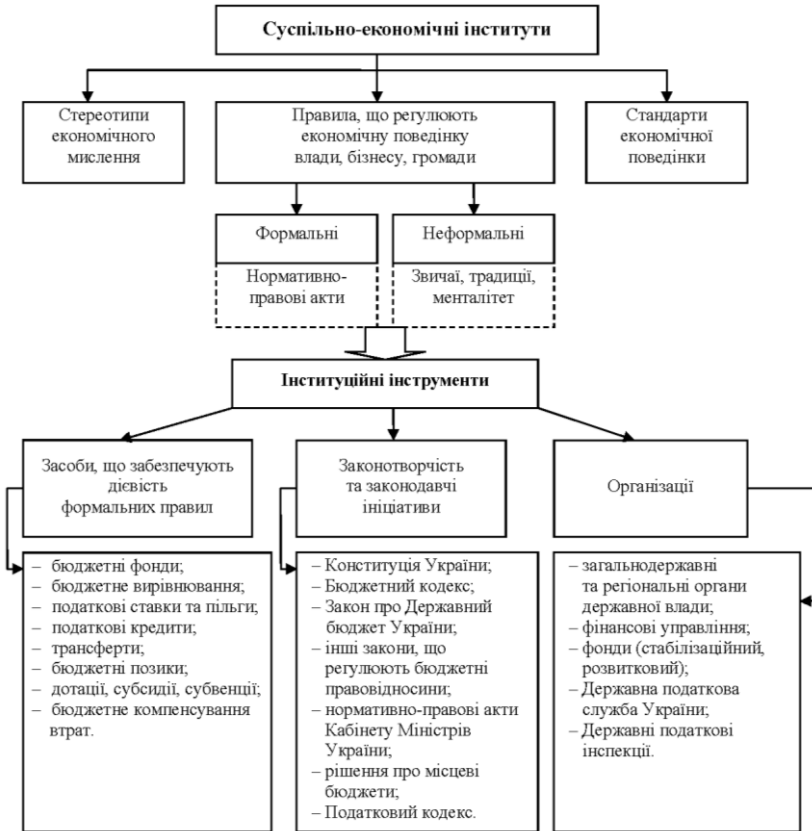 Суспільно-економічні інститути
Стереотипи
економічного
мислення
Правила, що регулюють
економічну поведінку
влади, бізнесу, громади
Стандарти
економічної
поведінки
Формальні
Неформальні
Нормативно-
правові акти
Звичаї, традиції,
менталітет
Інституційні інструменти
Засоби, що забезпечують
дієвість
формальних правил
Законотворчість
та законодавчі
ініціативи
Організації
– бюджетні фонди;
– бюджетне вирівнювання;
– податкові ставки та пільги;
– податкові кредити;
– трансферти;
– бюджетні позики;
– дотації, субсидії, субвенції;
– бюджетне компенсування
втрат.
– Конституція України;
– Бюджетний кодекс;
– Закон про Державний
бюджет України;
– інші закони, що
регулюють бюджетні
правовідносини;
– нормативно-правові акти
Кабінету Міністрів
України;
– рішення про місцеві
бюджети;
– Податковий кодекс.
– загальнодержавні
та регіональні органи
державної влади;
– фінансові управління;
– фонди (стабілізаційний,
розвитковий);
– Державна податкова
служба України;
– Державні податкові
інспекції.